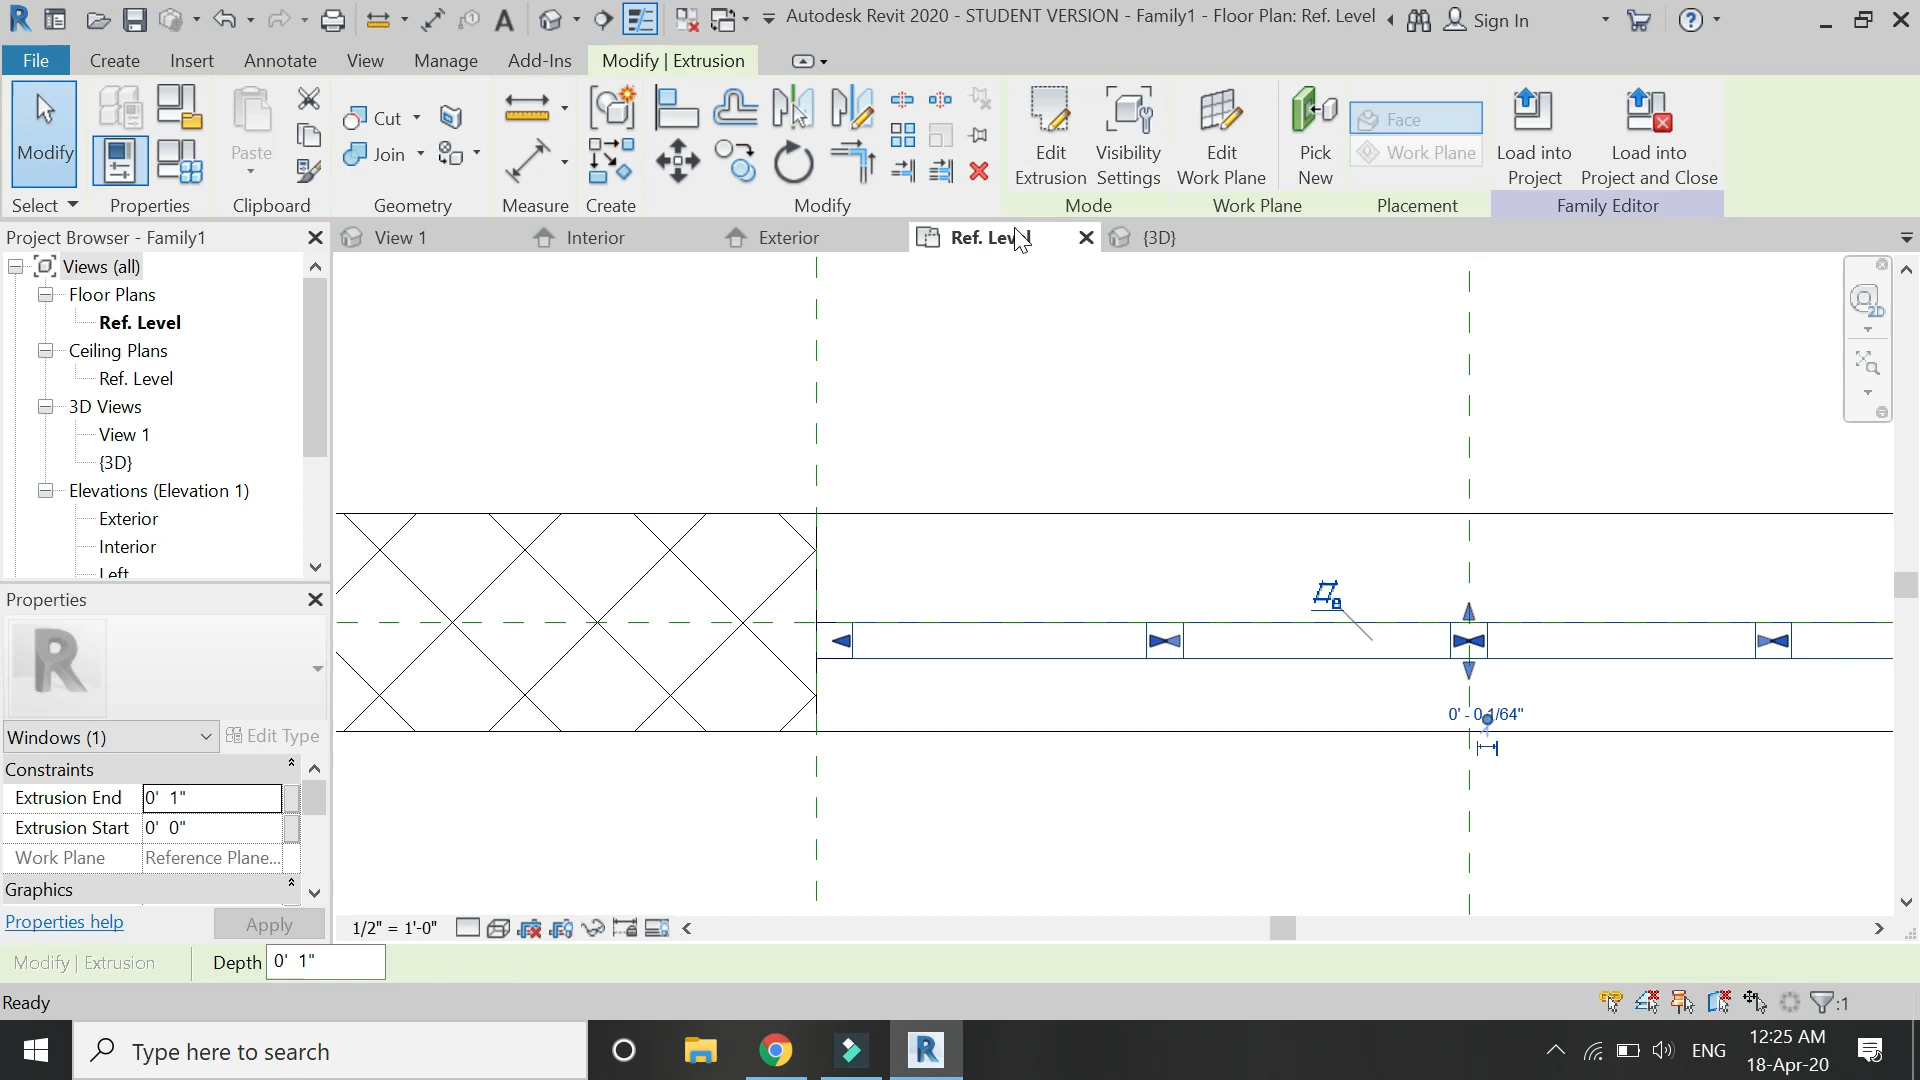 Autodesk Revit 2020 - STUDENT VERSION - Family1 - Floor Plan: Ref. Level
Sign In
File
Create
Insert
Annotate
View
Manage
Add-Ins
Modify | Extrusion
Modify
Paste
Cut
Join
Edit
Extrusion
Visibility
Settings
Edit
Work Plane
Pick
New
Face
Work Plane
Load into
Project
Load into
Project and Close
Select
Properties
Clipboard
Geometry
Measure
Create
Modify
Mode
Work Plane
Placement
Family Editor
Project Browser - Family1
View 1
Interior
Exterior
Ref. Level
{3D}
Views (all)
Floor Plans
Ref. Level
Ceiling Plans
Ref. Level
3D Views
View 1
{3D}
Elevations (Elevation 1)
Exterior
Interior
Left
2D
Properties
Windows (1)
Edit Type
Constraints
Extrusion End 0' 1"
Extrusion Start 0' 0"
Work Plane Reference Plane...
Graphics
Properties help
Apply
0' - 0 1/64"
1/2" = 1'-0"
Modify | Extrusion
Depth 0' 1"
Ready
:1
Type here to search
ENG
12:25 AM
18-Apr-20